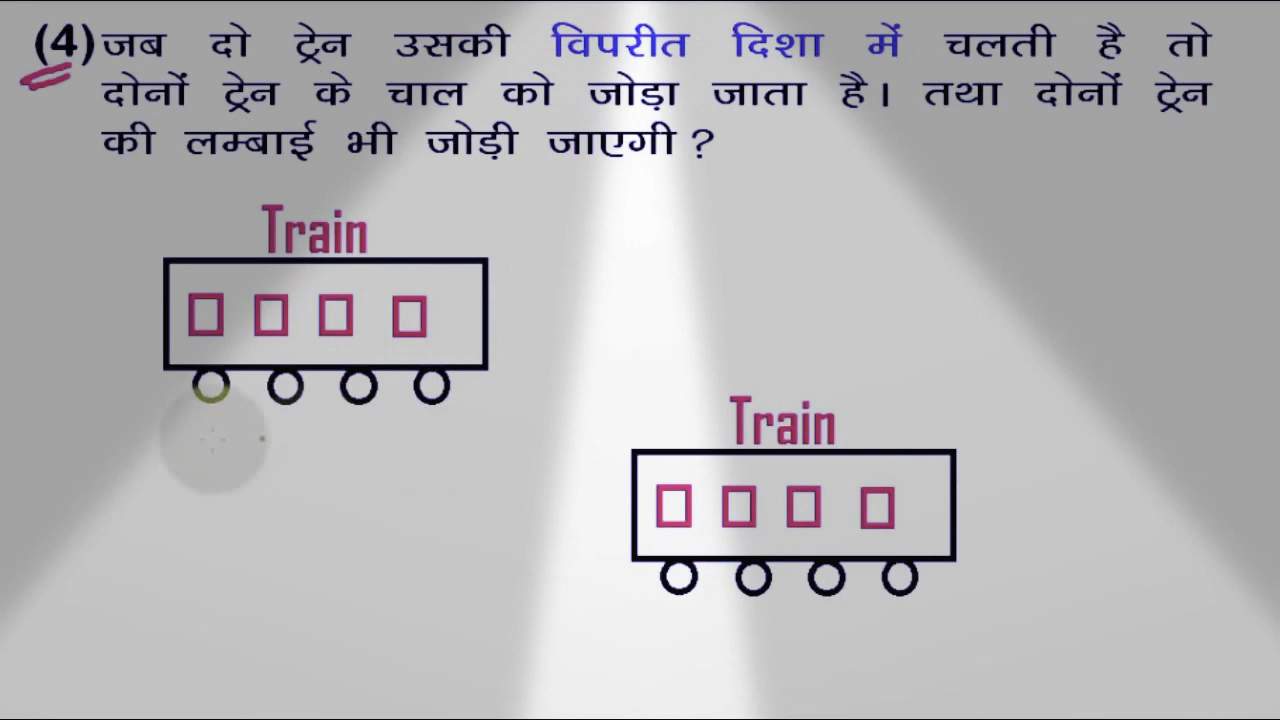 (4) जब दो ट्रेन उसकी विपरीत दिशा में चलती है तो
दोनों ट्रेन के चाल को जोड़ा जाता है। तथा दोनों ट्रेन
की लम्बाई भी जोड़ी जाएगी ?
Train
Train